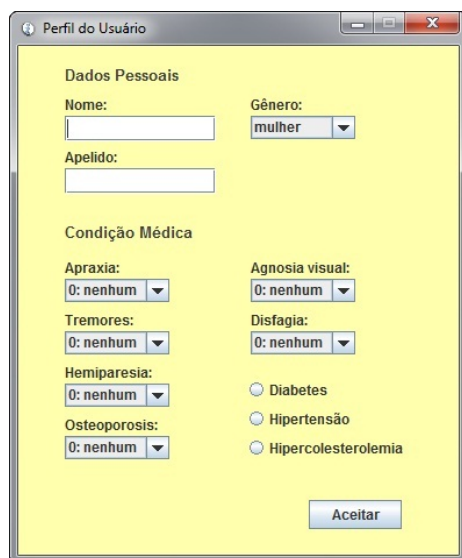 Perfil do Usuário
Dados Pessoais
Nome: Gênero:
mulher
Apelido:
Condição Médica
Apraxia: Agnosia visual:
0: nenhum 0: nenhum
Tremores: Disfagia:
0: nenhum 0: nenhum
Hemiparesia:
0: nenhum Diabetes
Osteoporosis: Hipertensão
0: nenhum Hipercolesterolemia
Aceitar